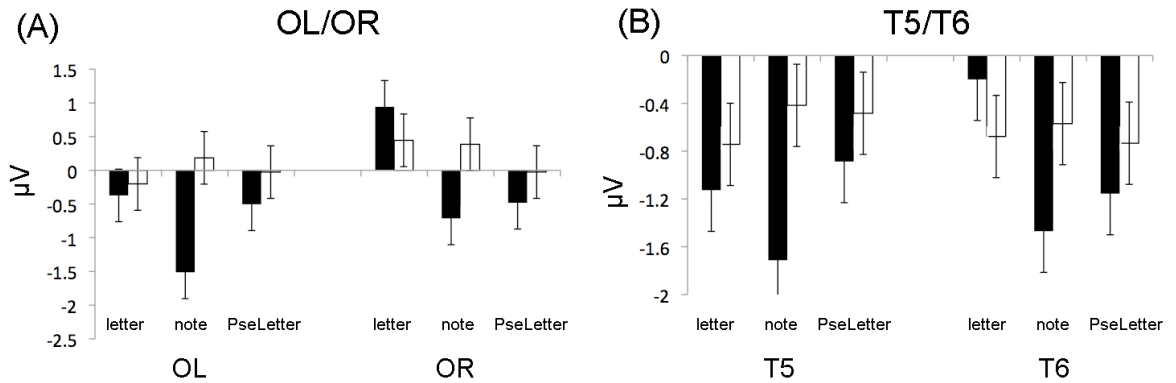 (A) OL/OR
1.5
1
0.5
0
-0.5
-1
-1.5
-2
-2.5
µV
letter note PseLetter letter note PseLetter
OL OR
(B) T5/T6
0
-0.4
-0.8
-1.2
-1.6
-2
µV
letter note PseLetter letter note PseLetter
T5 T6